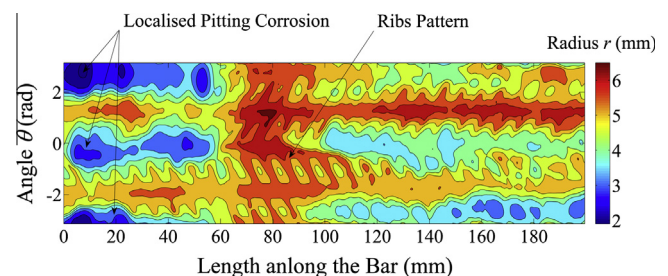 Localised Pitting Corrosion
Ribs Pattern
Radius r (mm)
6
5
4
3
2
Angle θ (rad)
2
0
-2
0 20 40 60 80 100 120 140 160 180
Length anlong the Bar (mm)